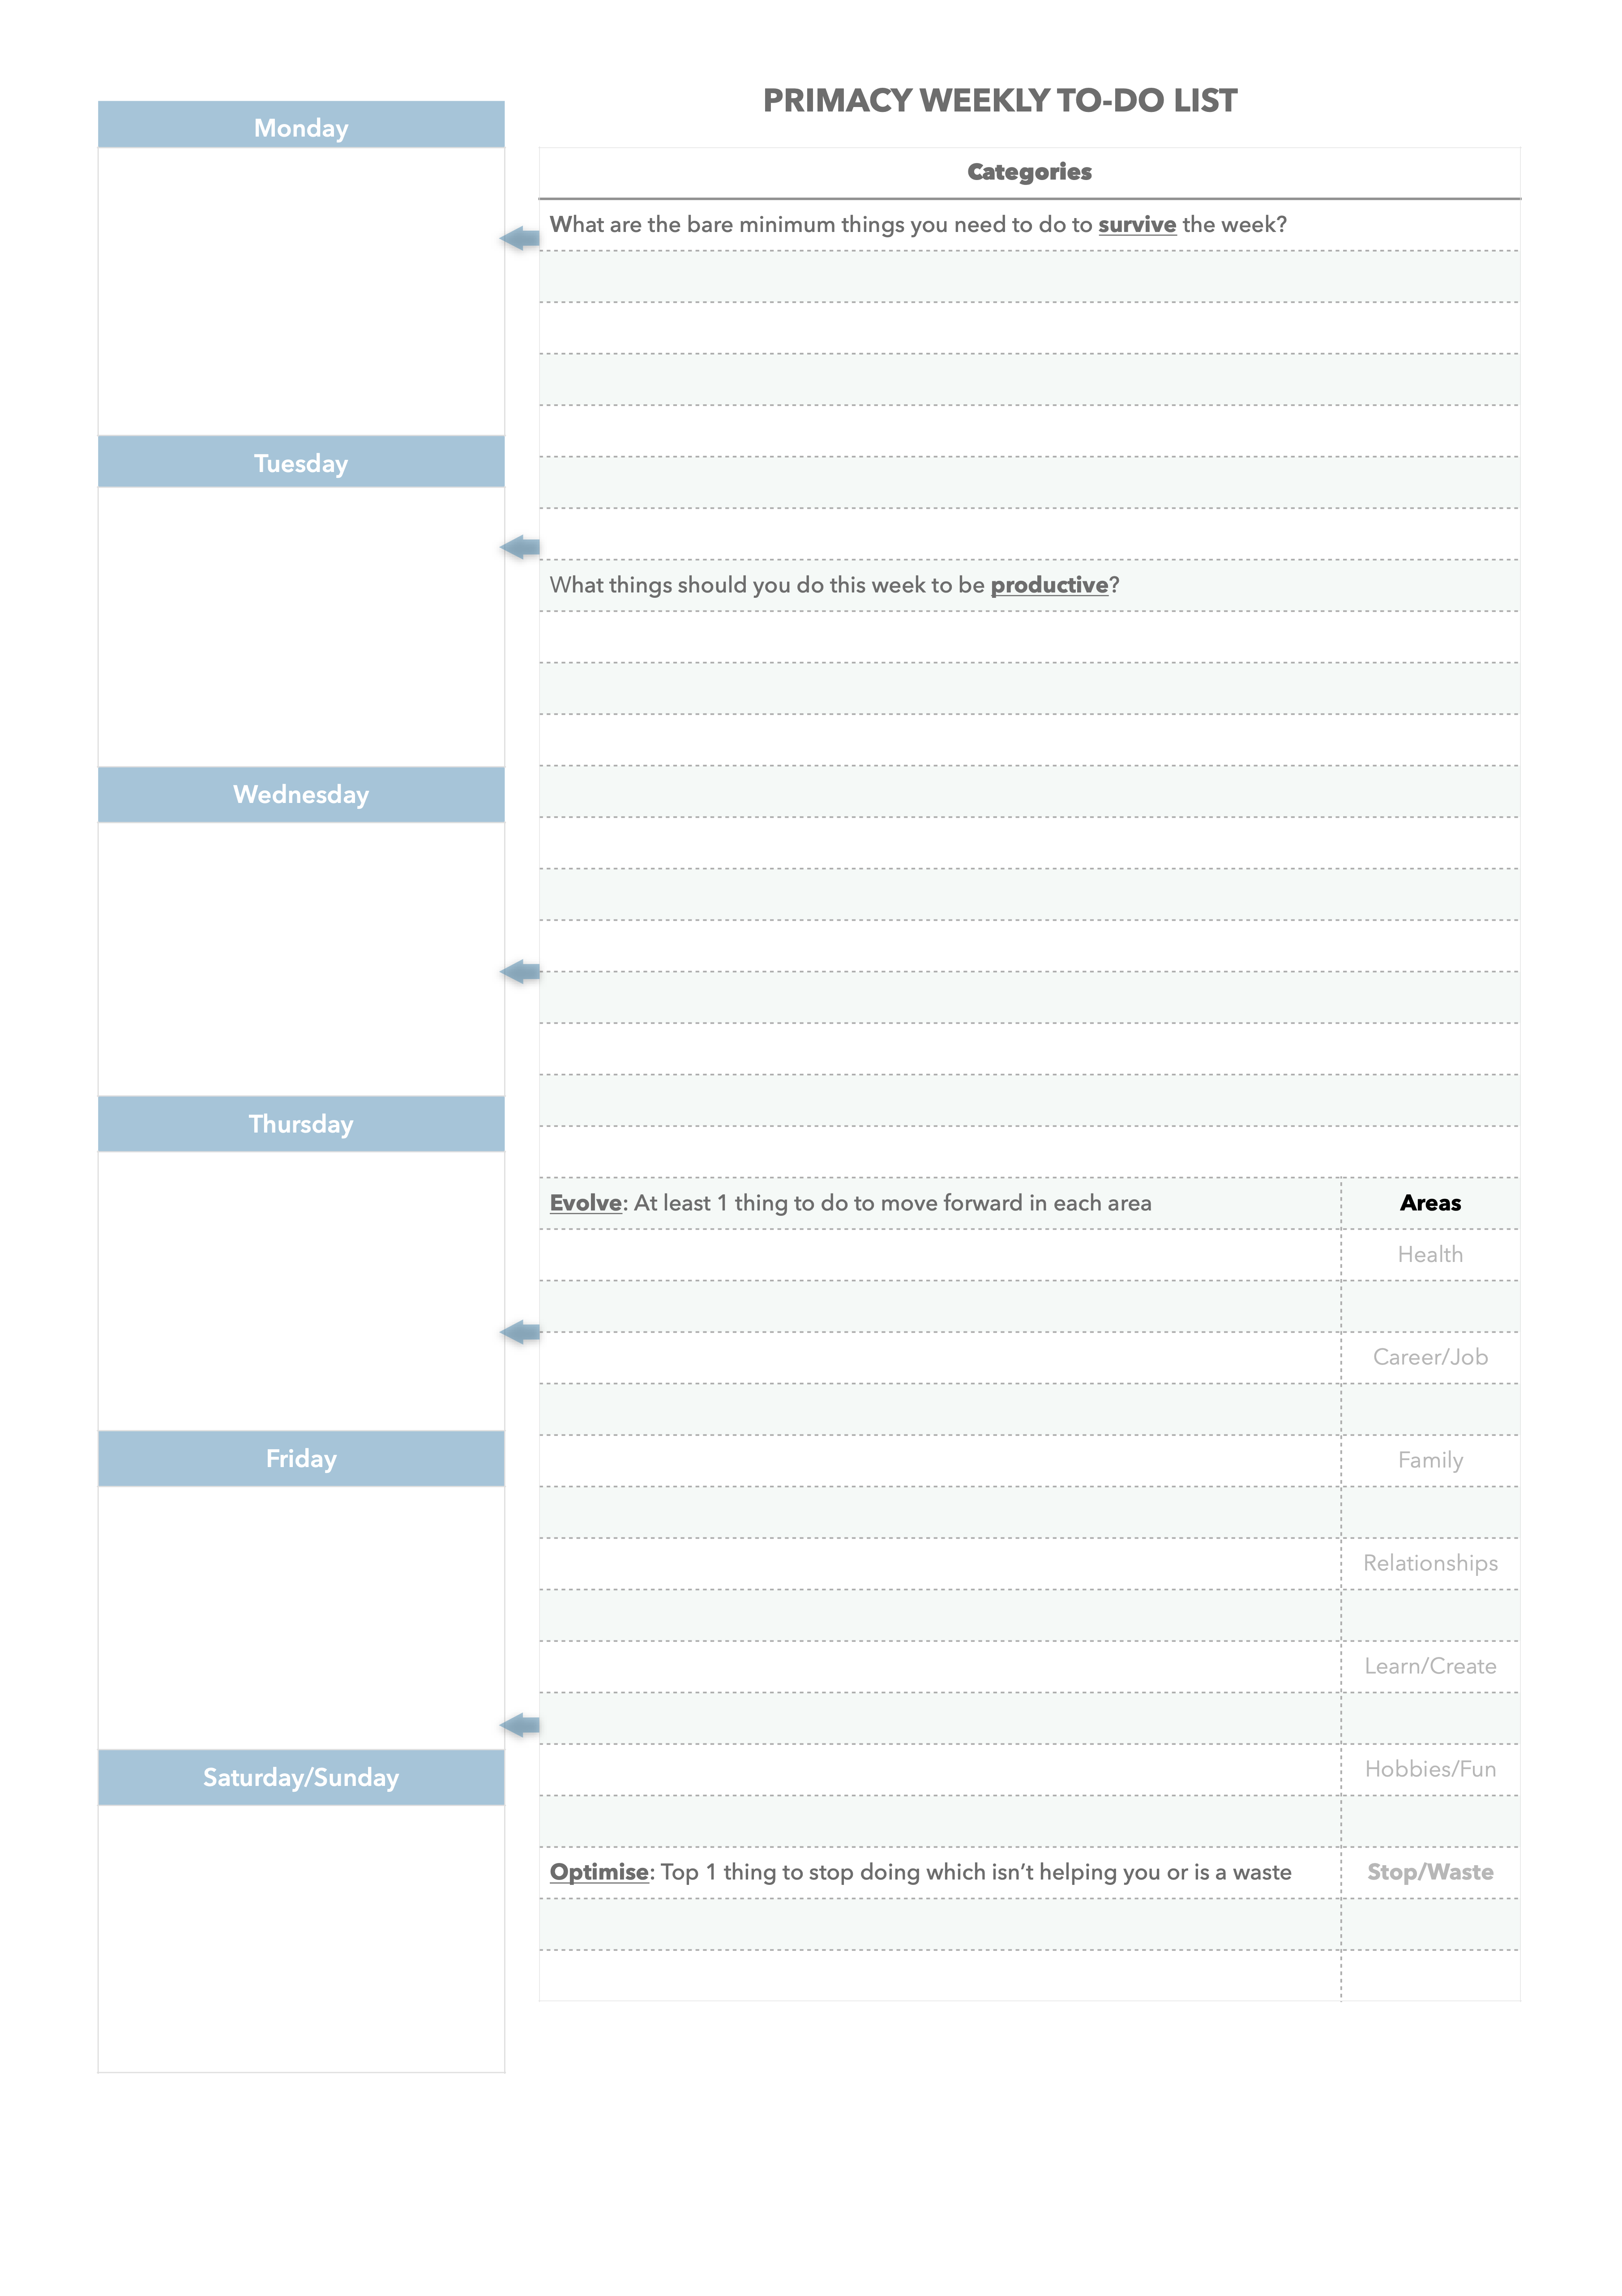 PRIMACY WEEKLY TO-DO LIST
Monday
Tuesday
Wednesday
Thursday
Friday
Saturday/Sunday
Categories
What are the bare minimum things you need to do to survive the week?
What things should you do this week to be productive?
Evolve: At least 1 thing to do to move forward in each area
Areas
Health
Career/Job
Family
Relationships
Learn/Create
Hobbies/Fun
Optimise: Top 1 thing to stop doing which isn’t helping you or is a waste
Stop/Waste